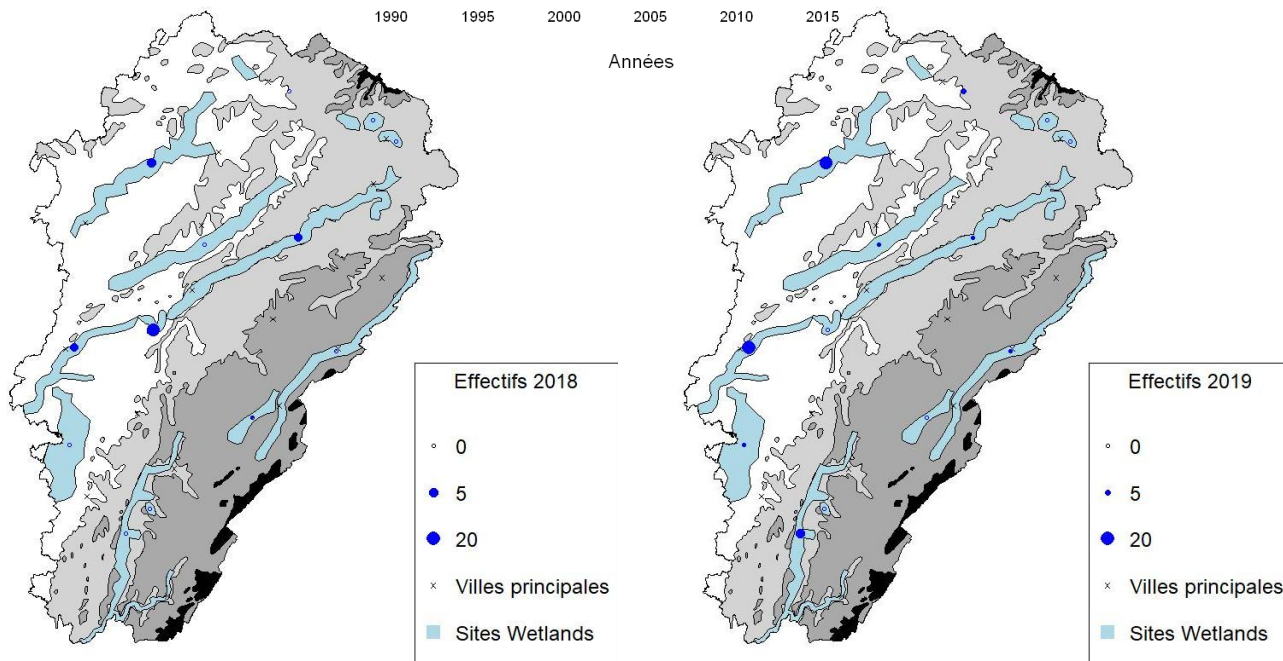 1990 1995 2000 2005 2010 2015
Années
Effectifs 2018
0
5
20
Villes principales
Sites Wetlands
Effectifs 2019
0
5
20
Villes principales
Sites Wetlands